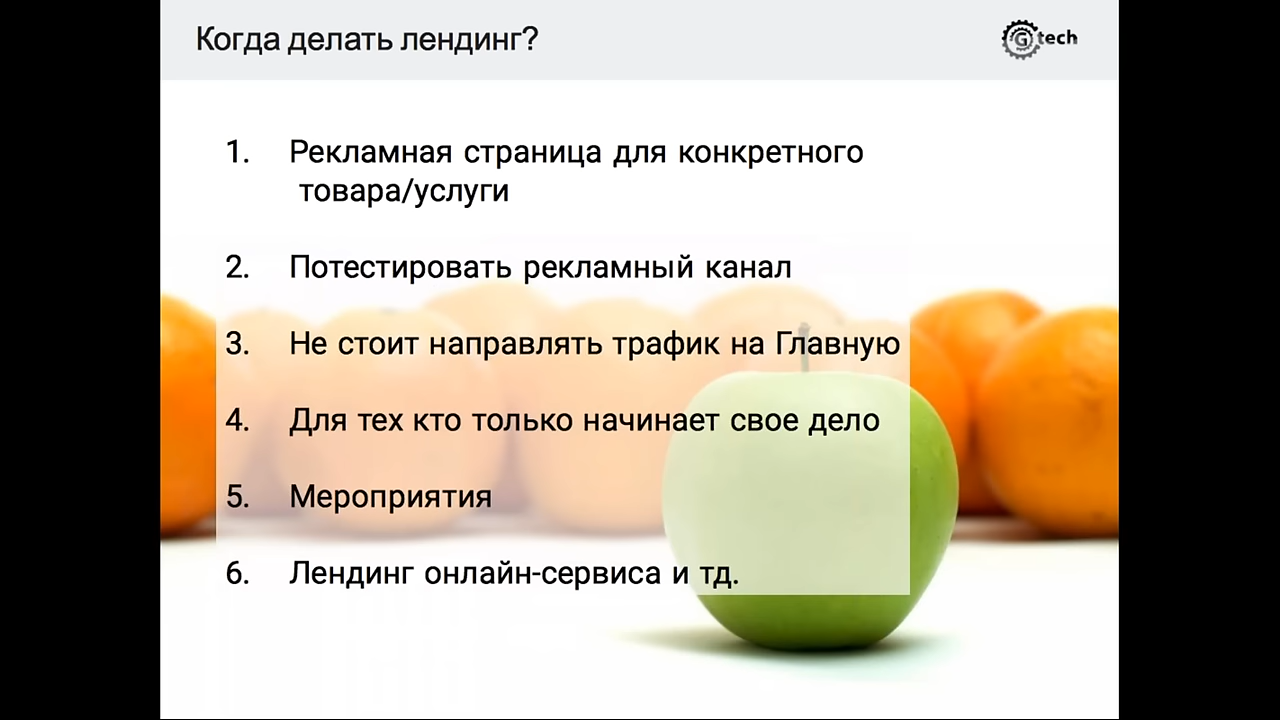 Когда делать лендинг?
Gtech
1. Рекламная страница для конкретного
товара/услуги
2. Потестировать рекламный канал
3. Не стоит направлять трафик на Главную
4. Для тех кто только начинает свое дело
5. Мероприятия
6. Лендинг онлайн-сервиса и тд.